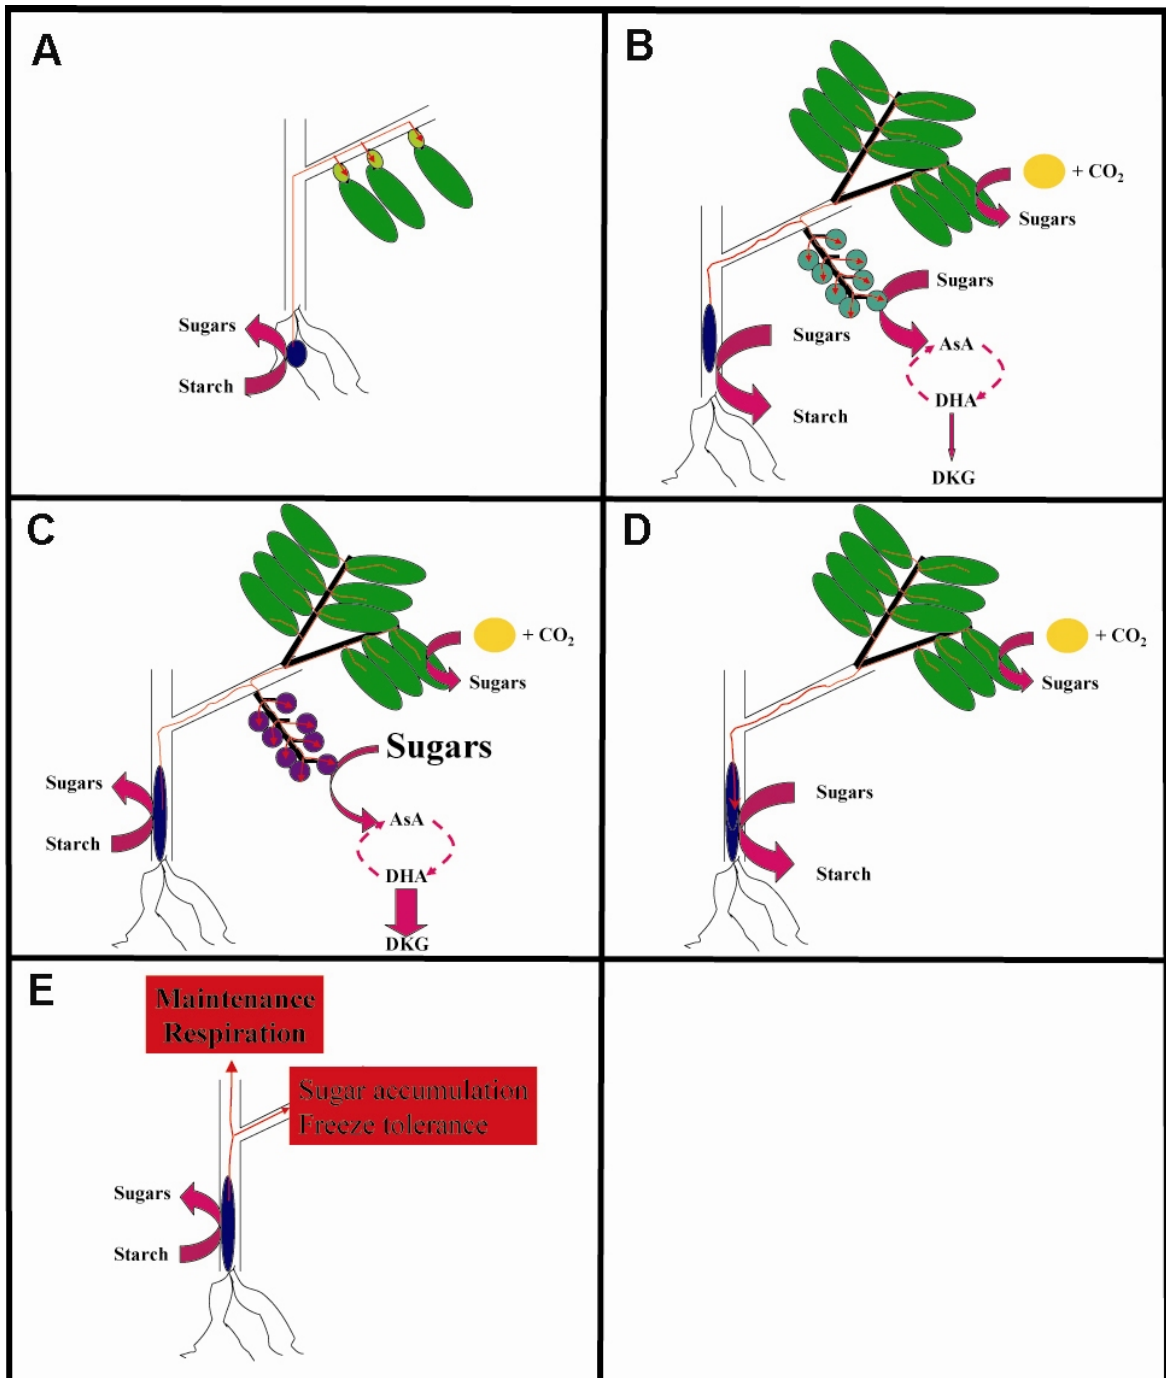 A
Sugars
Starch
B
+ CO₂
Sugars
Sugars
Sugars
AsA
DHA
Starch
DKG
C
+ CO₂
Sugars
Sugars
Sugars
AsA
Starch
DHA
DKG
D
+ CO₂
Sugars
Sugars
Starch
E
Maintenance
Respiration
Sugar accumulation
Freeze tolerance
Sugars
Starch